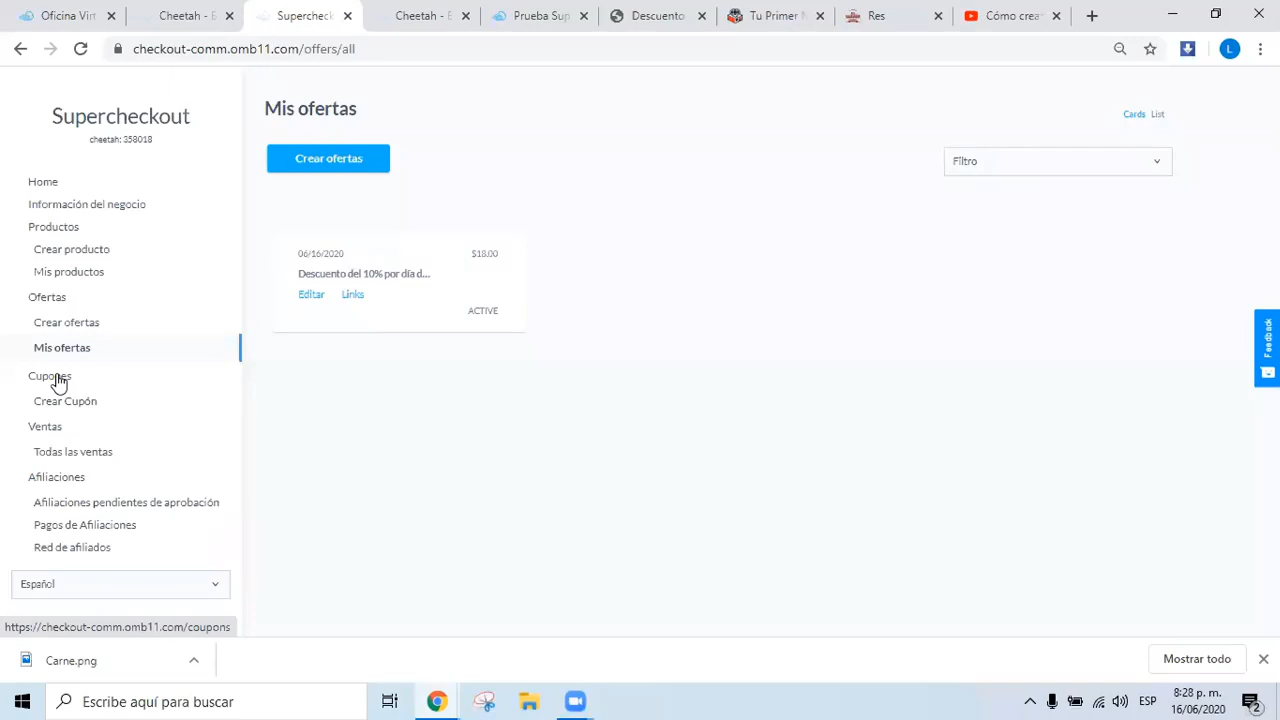 Oficina Virt
Cheetah - E
Supercheck
Cheetah - E
Prueba Sup
Descuento
Tu Primer N
Res
Cómo crea
checkout-comm.omb11.com/offers/all
L
Supercheckout
cheetah: 358018
Home
Información del negocio
Productos
Crear producto
Mis productos
Ofertas
Crear ofertas
Mis ofertas
Cupones
Crear Cupón
Ventas
Todas las ventas
Afiliaciones
Afiliaciones pendientes de aprobación
Pagos de Afiliaciones
Red de afiliados
Español
https://checkout-comm.omb11.com/coupons
Mis ofertas
Cards List
Crear ofertas
Filtro
06/16/2020 $18.00
Descuento del 10% por día d...
Editar Links
ACTIVE
Feedback
Carne.png
Mostrar todo
Escribe aquí para buscar
ESP
8:28 p. m.
16/06/2020
2